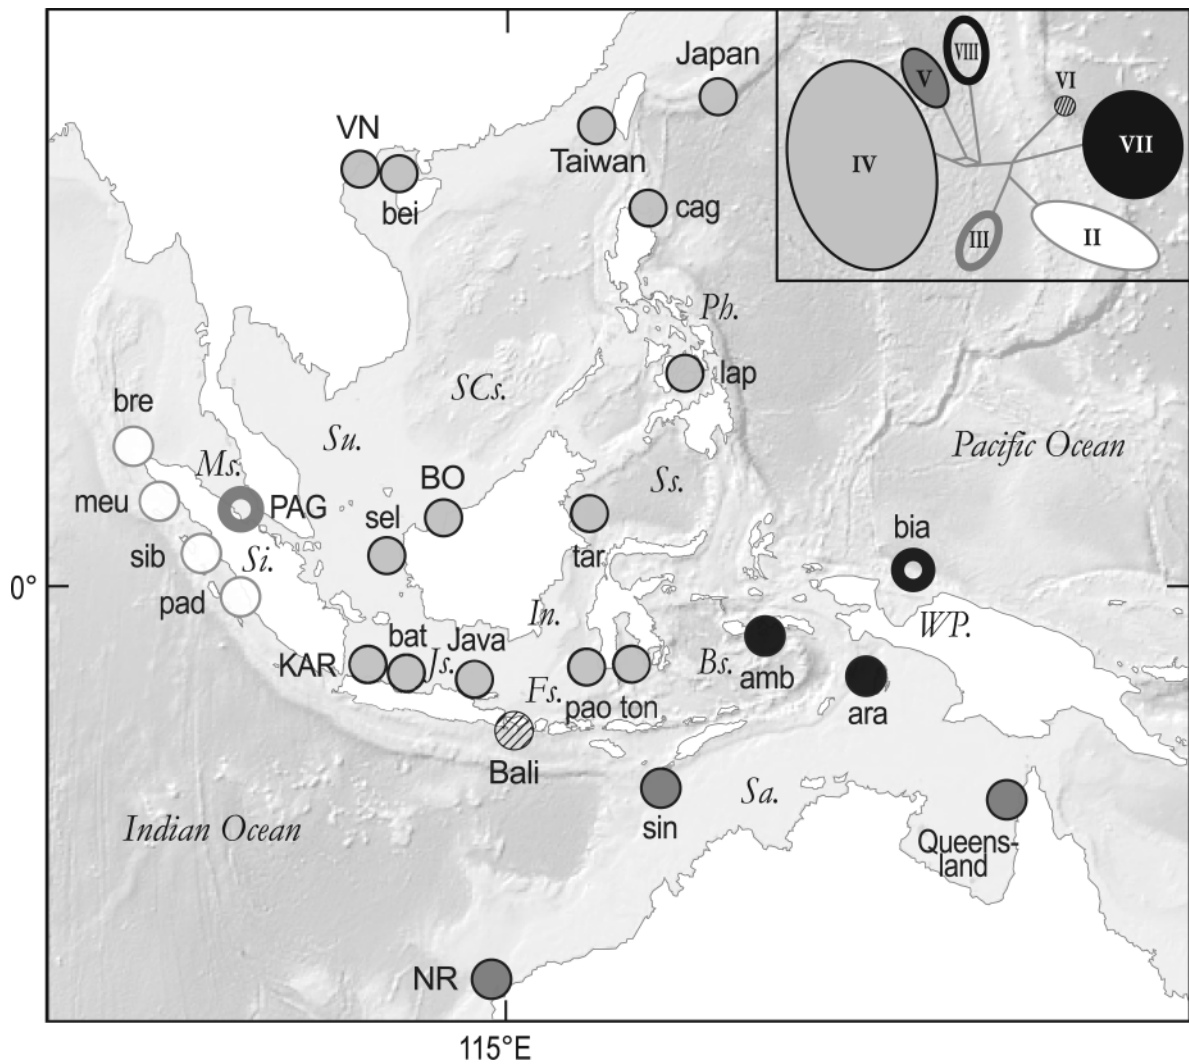 Japan
VIII
V
VI
VN
Taiwan
IV
VII
bei
cag
III
II
Ph.
lap
SCs.
bre
Su.
Pacific Ocean
Ms.
BO
Ss.
meu
PAG
sel
bia
sib
Si.
tar
0°
pad
In.
WP.
bat
Java
KAR
Js.
Bs.
amb
Fs.
pao ton
ara
Bali
Sa.
Indian Ocean
sin
Queens-
land
NR
115°E